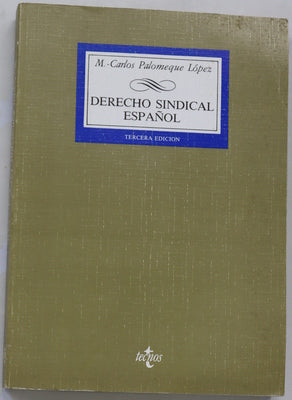 M.-Carlos Palomeque López
DERECHO SINDICAL
ESPAÑOL
TERCERA EDICION
tecnos